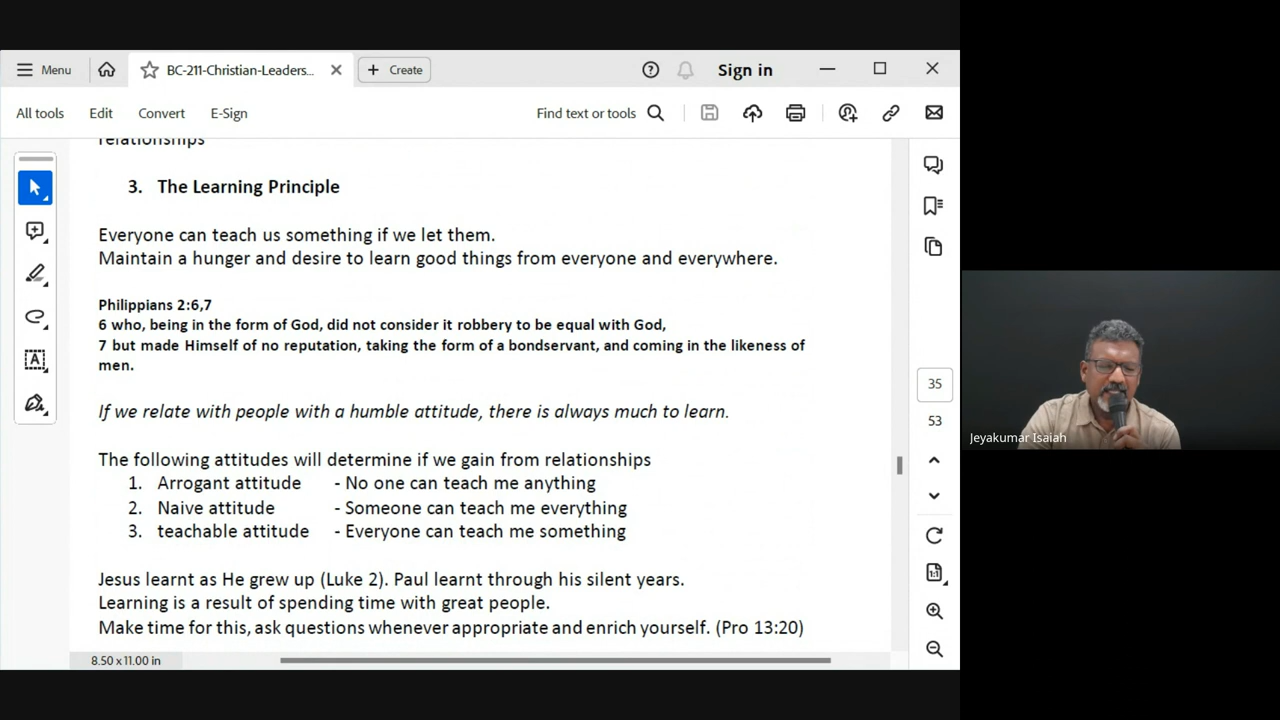 Menu
BC-211-Christian-Leaders...
Create
Sign in
All tools
Edit
Convert
E-Sign
Find text or tools
relationships
3. The Learning Principle
Everyone can teach us something if we let them.
Maintain a hunger and desire to learn good things from everyone and everywhere.
Philippians 2:6,7
6 who, being in the form of God, did not consider it robbery to be equal with God,
7 but made Himself of no reputation, taking the form of a bondservant, and coming in the likeness of
men.
If we relate with people with a humble attitude, there is always much to learn.
The following attitudes will determine if we gain from relationships
1. Arrogant attitude - No one can teach me anything
2. Naive attitude - Someone can teach me everything
3. teachable attitude - Everyone can teach me something
Jesus learnt as He grew up (Luke 2). Paul learnt through his silent years.
Learning is a result of spending time with great people.
Make time for this, ask questions whenever appropriate and enrich yourself. (Pro 13:20)
8.50 x 11.00 in
35
53
1:1
Jeyakumar Isaiah